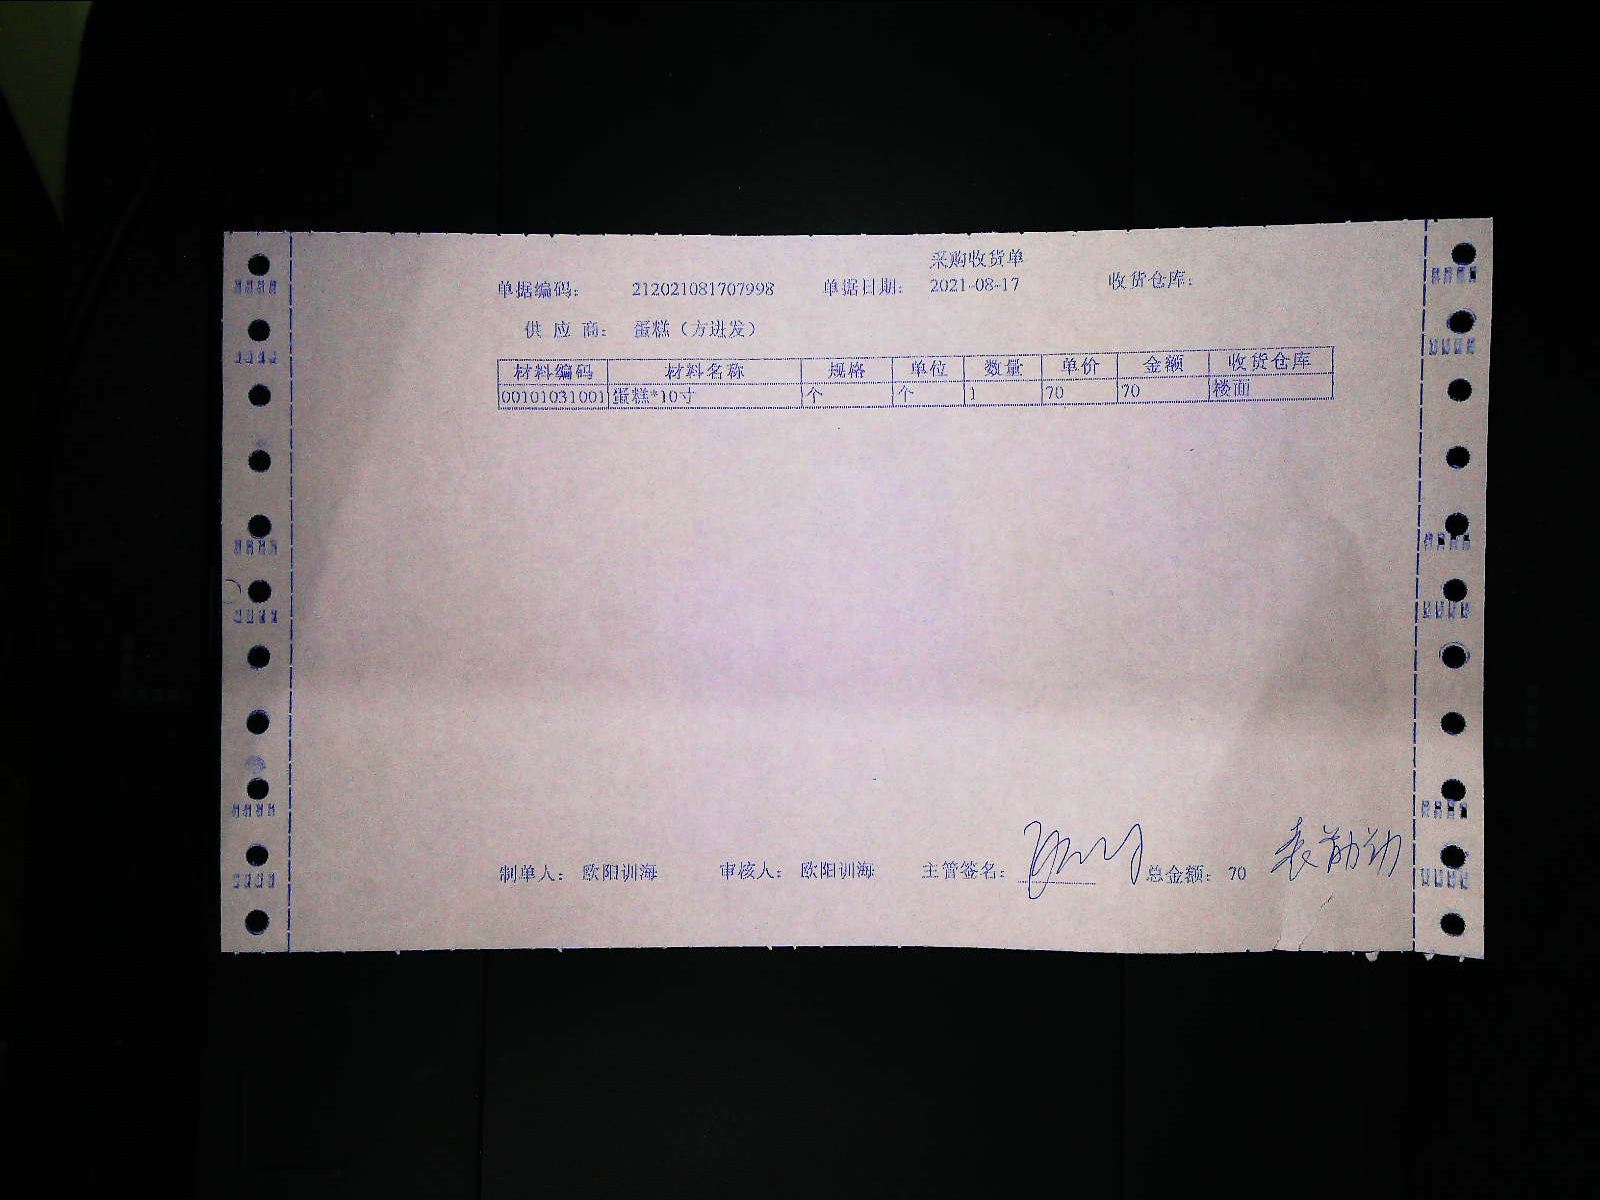 采购收货单
单据编码： 212021081707998 单据日期： 2021-08-17 收货仓库：
供 应 商： 蛋糕（方进发）
材料编码 材料名称 规格 单位 数量 单价 金额 收货仓库
00101031001 蛋糕*10寸 个 个 1 70 70 楼面
制单人： 欧阳训海 审核人： 欧阳训海 主管签名： 总金额： 70